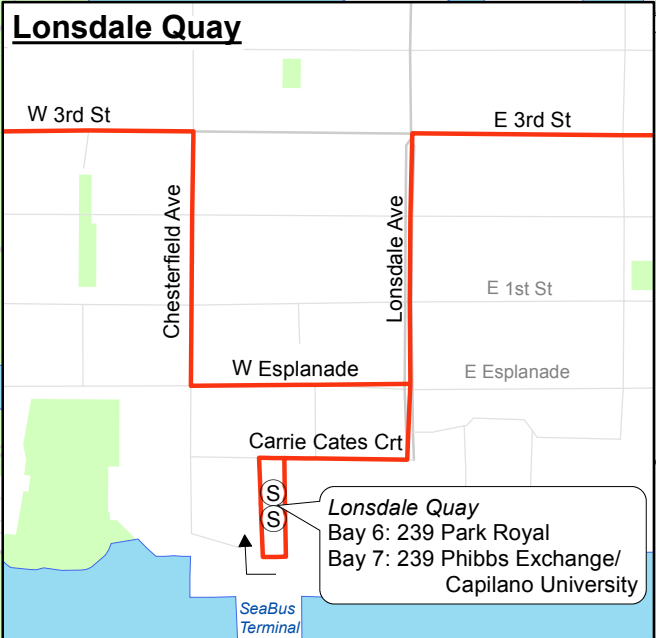 Lonsdale Quay
W 3rd St
E 3rd St
Chesterfield Ave
Lonsdale Ave
E 1st St
W Esplanade
E Esplanade
Carrie Cates Crt
S
S
Lonsdale Quay
Bay 6: 239 Park Royal
Bay 7: 239 Phibbs Exchange/
Capilano University
SeaBus
Terminal